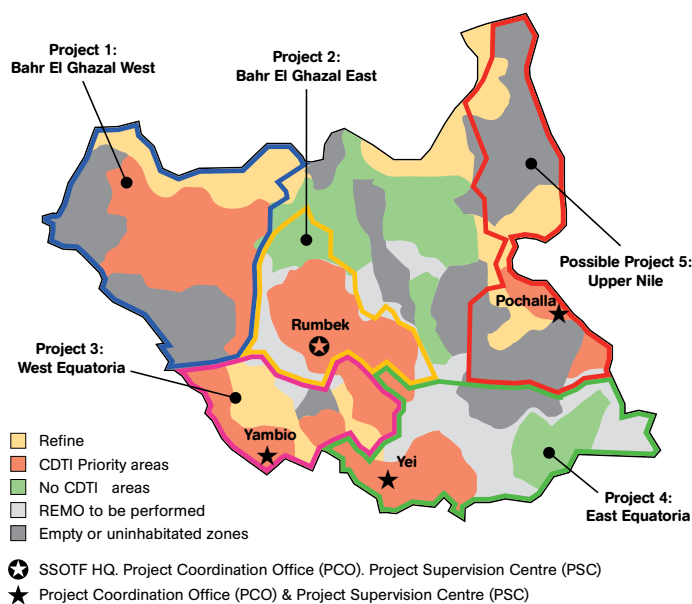 Project 1:
Bahr El Ghazal West
Project 2:
Bahr El Ghazal East
Possible Project 5:
Upper Nile
Pochalla
Rumbek
Project 3:
West Equatoria
Yambio
Yei
Project 4:
East Equatoria
Refine
CDTI Priority areas
No CDTI areas
REMO to be performed
Empty or uninhabitated zones
SSOTF HQ. Project Coordination Office (PCO). Project Supervision Centre (PSC)
Project Coordination Office (PCO) & Project Supervision Centre (PSC)